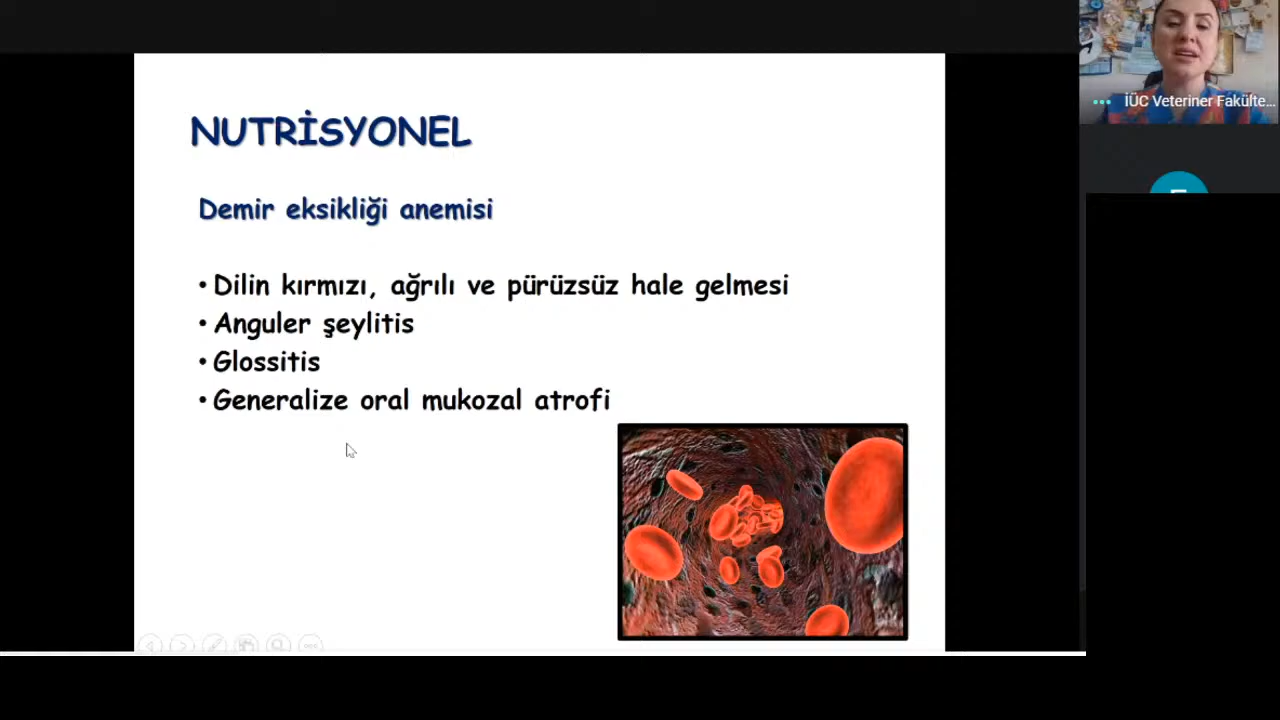 NUTRİSYONEL
Demir eksikliği anemisi
• Dilin kırmızı, ağrılı ve pürüzsüz hale gelmesi
• Anguler şeylitis
• Glossitis
• Generalize oral mukozal atrofi
İÜC Veteriner Fakülte...